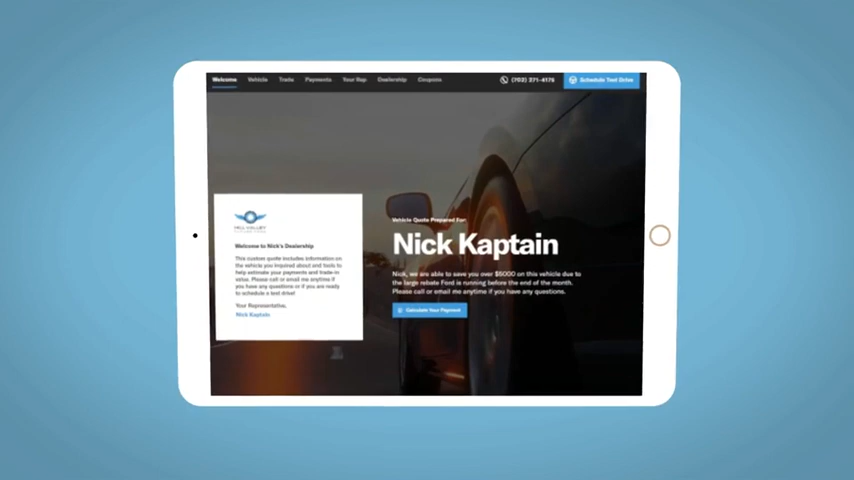 Welcome Vehicle Trade Payments Your Rep Dealership Coupons (702) 271-4176 Schedule Test Drive
HILL VALLEY
Welcome to Nick's Dealership
This custom quote includes information on
the vehicle you inquired about and tools to
help estimate your payments and trade-in
value. Please call or email me anytime if
you have any questions or if you are ready
to schedule a test drive!
Your Representative,
Nick Kaptain
Vehicle Quote Prepared For:
Nick Kaptain
Nick, we are able to save you over $5000 on this vehicle due to
the large rebate Ford is running before the end of the month.
Please call or email me anytime if you have any questions.
Calculate Your Payment